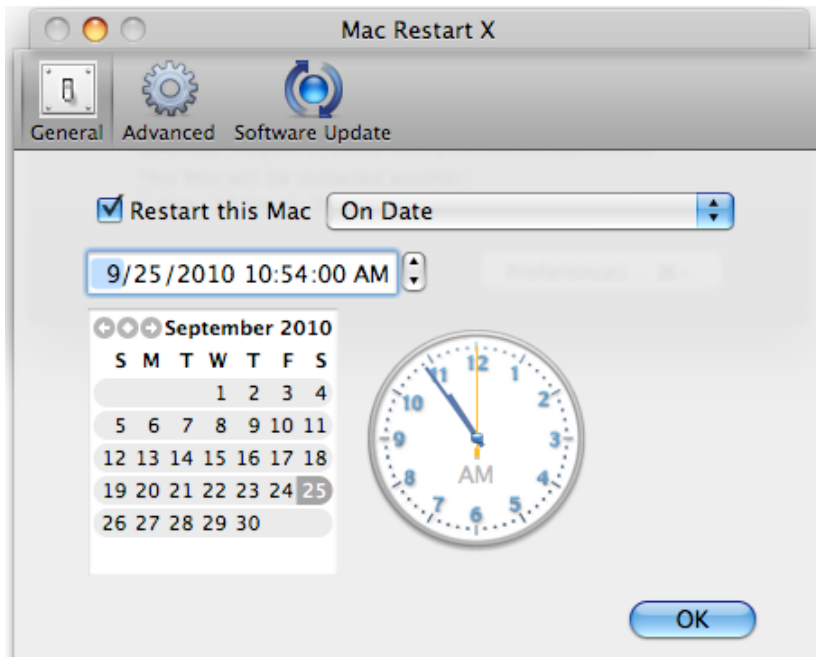 Mac Restart X
General Advanced Software Update
Restart this Mac On Date
9/25/2010 10:54:00 AM
Preferences...
September 2010
S M T W T F S
1 2 3 4
5 6 7 8 9 10 11
12 13 14 15 16 17 18
19 20 21 22 23 24 25
26 27 28 29 30
12
1
2
3
4
5
6
7
8
9
10
11
AM
OK